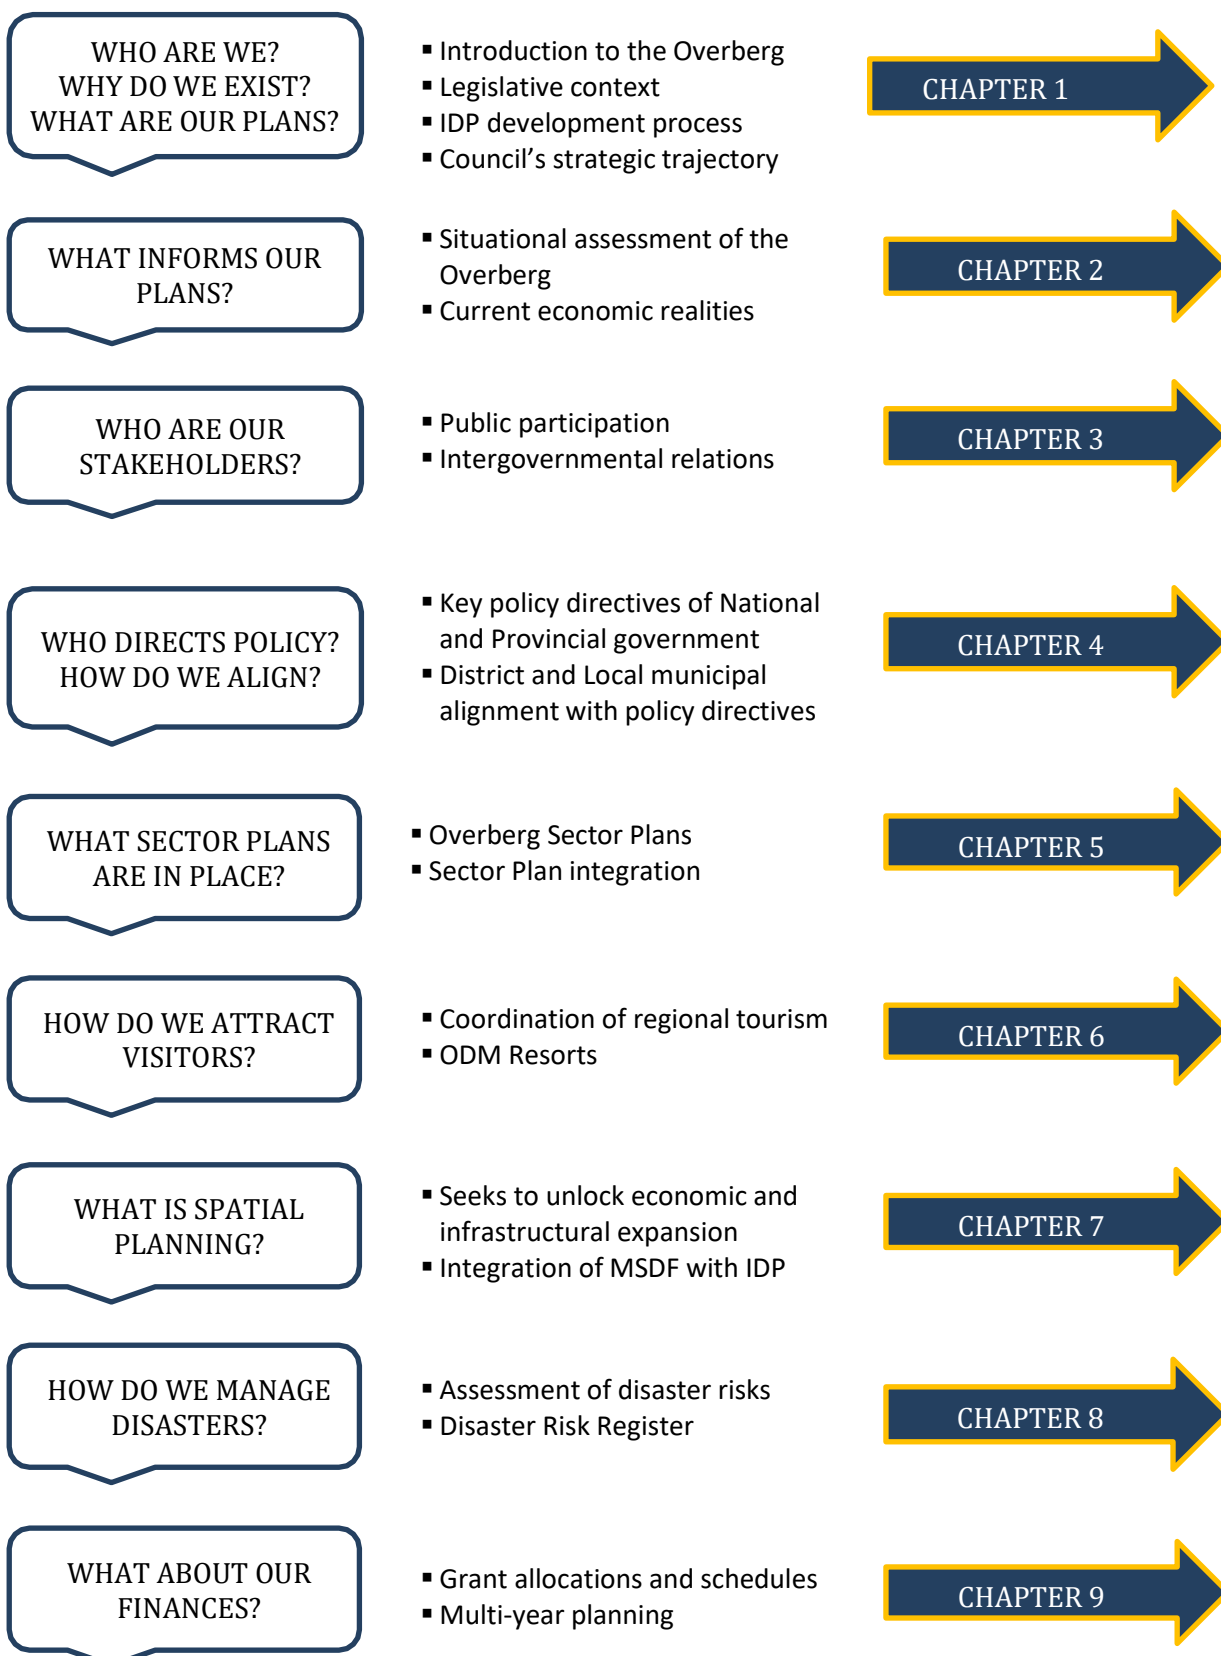 WHO ARE WE?
WHY DO WE EXIST?
WHAT ARE OUR PLANS?
▪ Introduction to the Overberg
▪ Legislative context
▪ IDP development process
▪ Council’s strategic trajectory
CHAPTER 1
WHAT INFORMS OUR
PLANS?
▪ Situational assessment of the
Overberg
▪ Current economic realities
CHAPTER 2
WHO ARE OUR
STAKEHOLDERS?
▪ Public participation
▪ Intergovernmental relations
CHAPTER 3
WHO DIRECTS POLICY?
HOW DO WE ALIGN?
▪ Key policy directives of National
and Provincial government
▪ District and Local municipal
alignment with policy directives
CHAPTER 4
WHAT SECTOR PLANS
ARE IN PLACE?
▪ Overberg Sector Plans
▪ Sector Plan integration
CHAPTER 5
HOW DO WE ATTRACT
VISITORS?
▪ Coordination of regional tourism
▪ ODM Resorts
CHAPTER 6
WHAT IS SPATIAL
PLANNING?
▪ Seeks to unlock economic and
infrastructural expansion
▪ Integration of MSDF with IDP
CHAPTER 7
HOW DO WE MANAGE
DISASTERS?
▪ Assessment of disaster risks
▪ Disaster Risk Register
CHAPTER 8
WHAT ABOUT OUR
FINANCES?
▪ Grant allocations and schedules
▪ Multi-year planning
CHAPTER 9